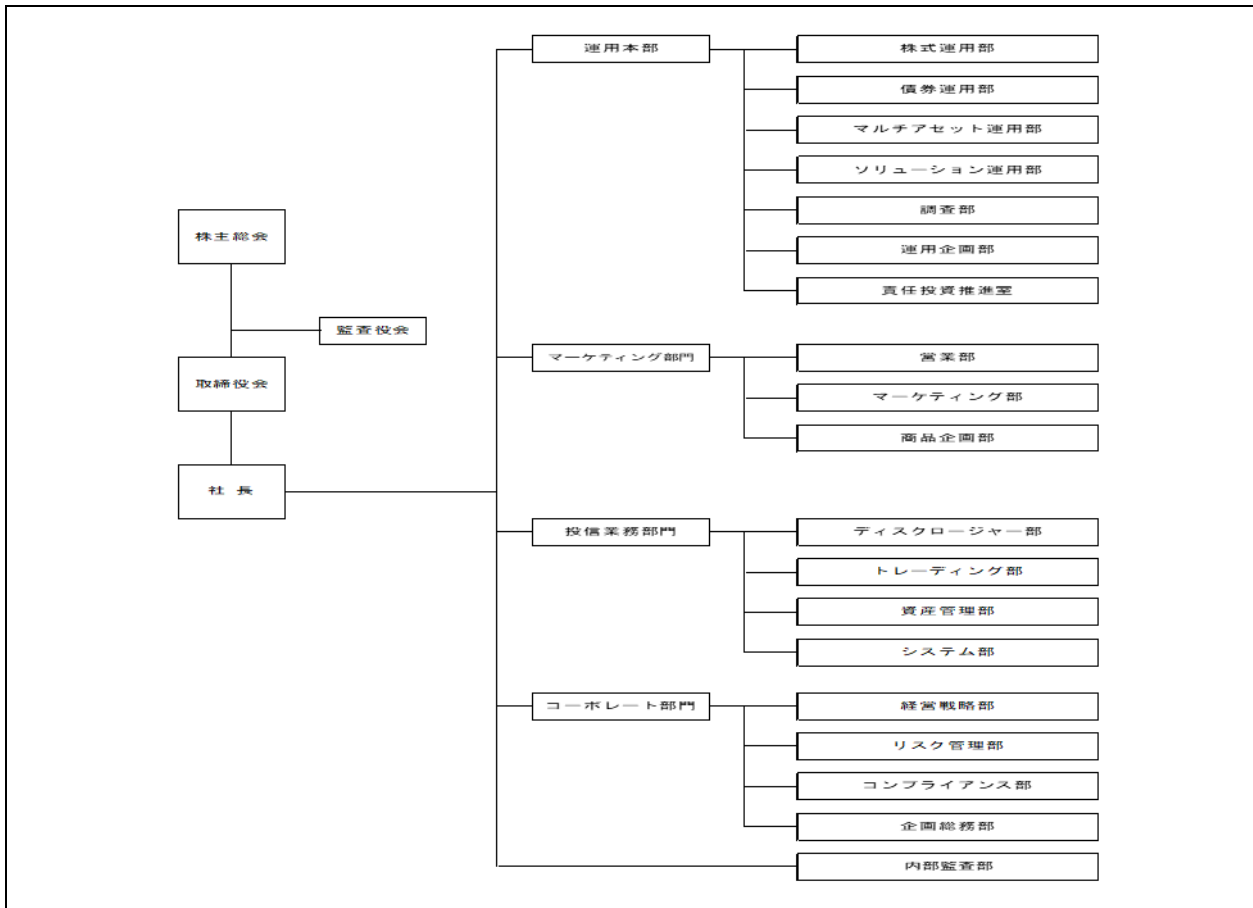 株主総会
監査役会
取締役会
社 長
運用本部
株式運用部
債券運用部
マルチアセット運用部
ソリューション運用部
調査部
運用企画部
責任投資推進室
マーケティング部門
営業部
マーケティング部
商品企画部
投信業務部門
ディスクロージャー部
トレーディング部
資産管理部
システム部
コーポレート部門
経営戦略部
リスク管理部
コンプライアンス部
企画総務部
内部監査部